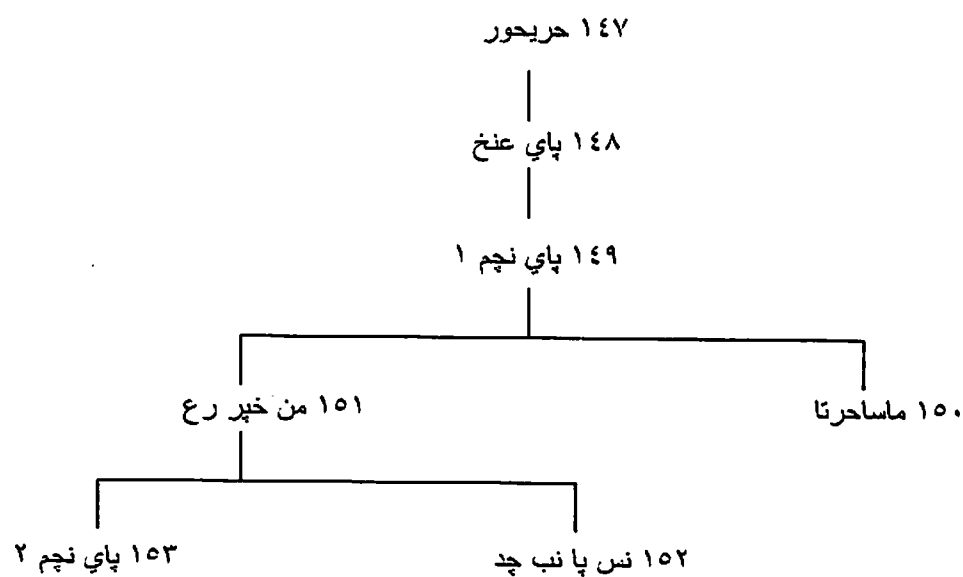 ١٤٧ حريحور
١٤٨ پاي عنخ
١٤٩ پاي نچم ١
١٥٠ ماساحرتا
١٥١ من خپر رع
١٥٢ نس پا نب چد
١٥٣ پاي نچم ٢